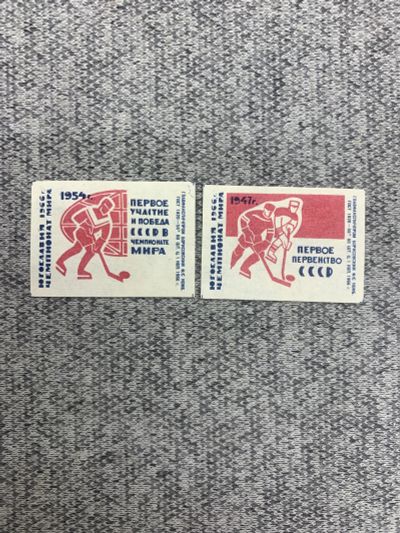 ЮГОСЛАВИЯ 1966г.
ЧЕМПИОНАТ МИРА
1954г.
ПЕРВОЕ
УЧАСТИЕ
И ПОБЕДА
СССР В
ЧЕМПИОНАТЕ
МИРА
ЮГОСЛАВИЯ 1966г.
ЧЕМПИОНАТ МИРА
1947г.
ПЕРВОЕ
ПЕРВЕНСТВО
СССР